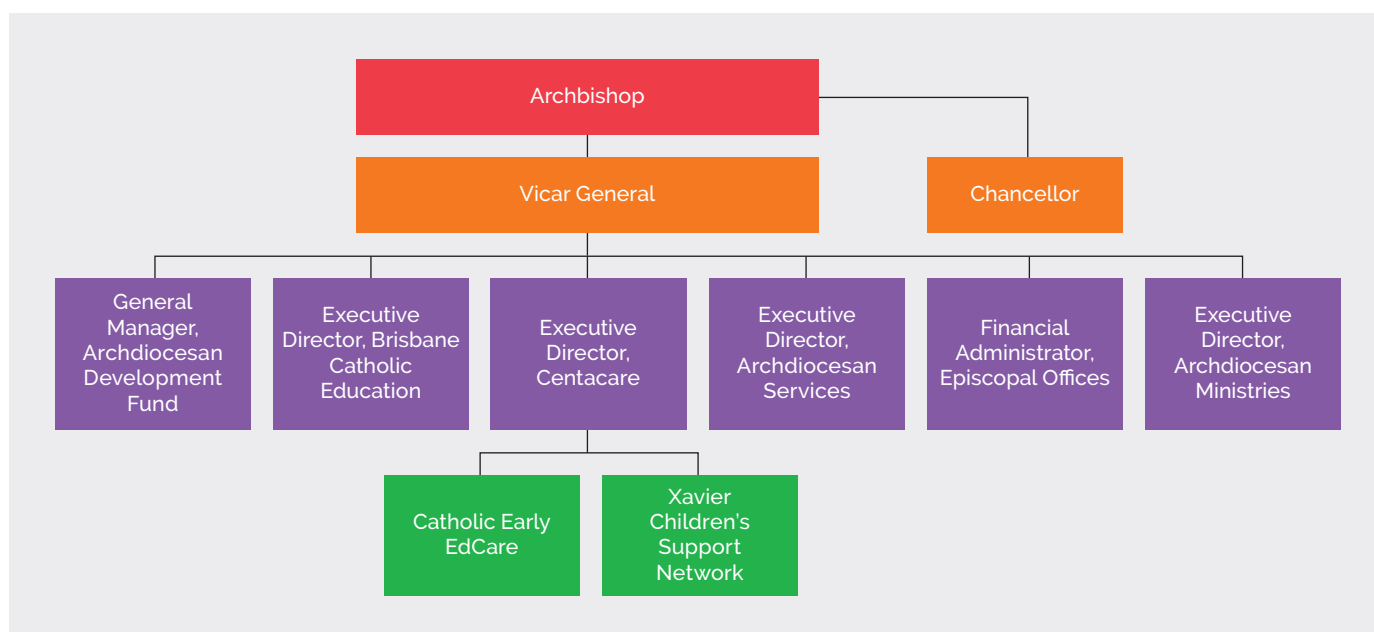 Archbishop
Vicar General
Chancellor
General
Manager,
Archdiocesan
Development
Fund
Executive
Director, Brisbane
Catholic
Education
Executive
Director,
Centacare
Executive
Director,
Archdiocesan
Services
Financial
Administrator,
Episcopal Offices
Executive
Director,
Archdiocesan
Ministries
Catholic Early
EdCare
Xavier
Children’s
Support
Network